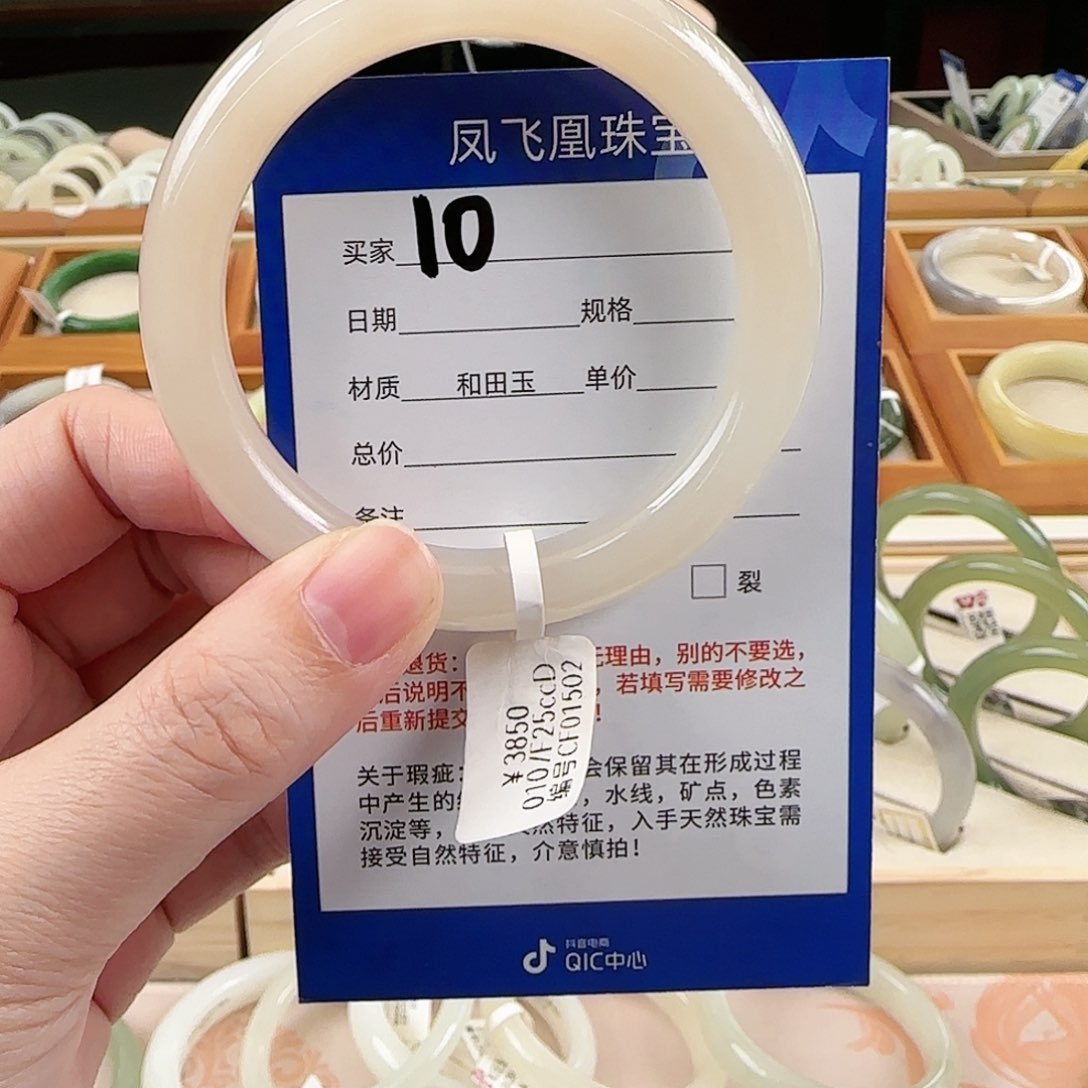 凤飞凰珠宝
买家 10
日期 规格
材质 和田玉 单价
总价
备注
裂
退货： 无理由，别的不要选，
后说明不 ，若填写需要修改之
后重新提交 !
¥3850
010/F25ccD
编号CF01502
关于瑕疵： 会保留其在形成过程
中产生的 ，水线，矿点，色素
沉淀等， 天然特征，入手天然珠宝需
接受自然特征，介意慎拍！
抖音电商
QIC中心